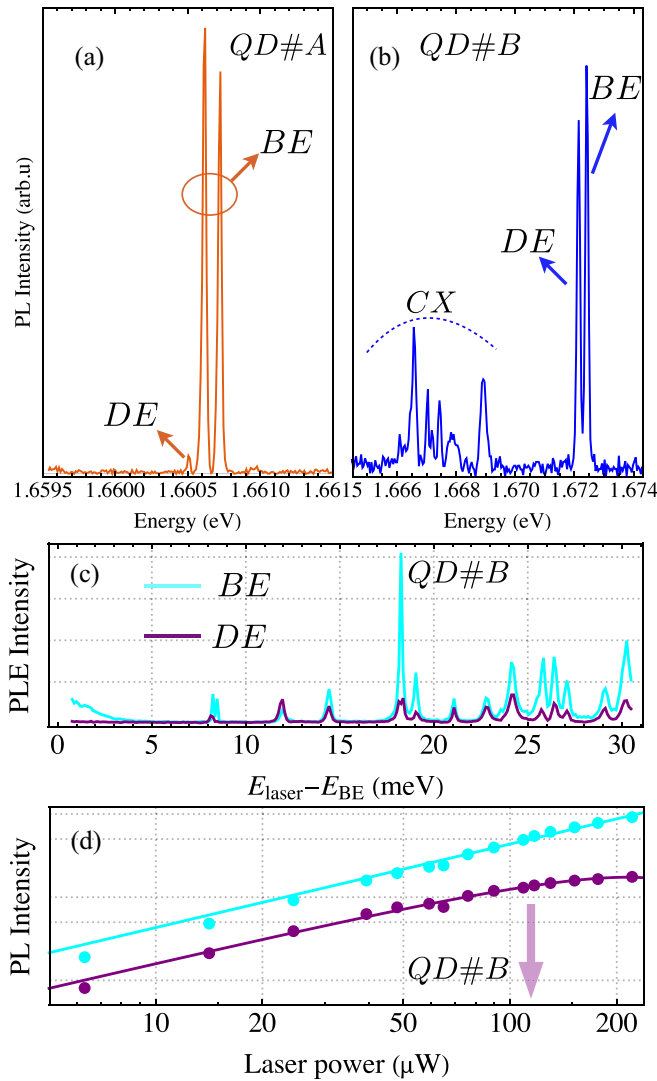 (a)
QD#A
BE
DE
PL Intensity (arb.u)
1.6595
1.6600
1.6605
1.6610
1.661
Energy (eV)
(b)
QD#B
BE
DE
CX
15
1.666
1.668
1.670
1.672
1.674
Energy (eV)
(c)
BE
DE
QD#B
PLE Intensity
0
5
10
15
20
25
30
E_laser−E_BE (meV)
(d)
QD#B
PL Intensity
10
20
50
100
200
Laser power (μW)